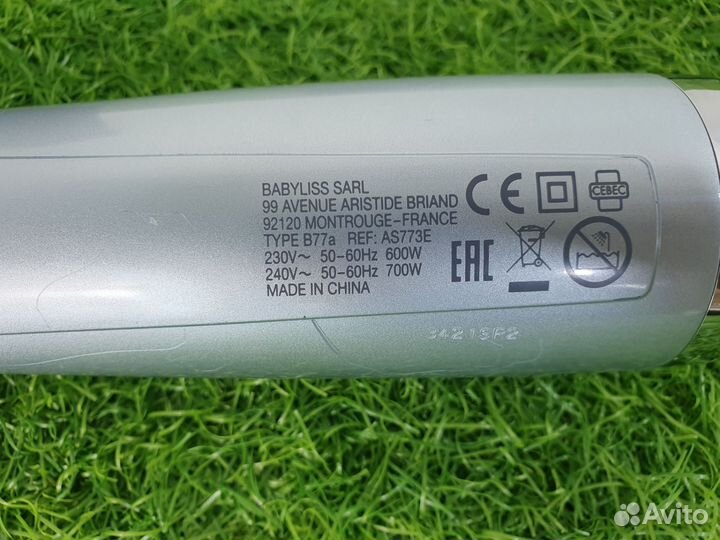 BABYLISS SARL
99 AVENUE ARISTIDE BRIAND
92120 MONTROUGE-FRANCE
TYPE B77a REF: AS773E
230V～ 50-60Hz 600W
240V～ 50-60Hz 700W
MADE IN CHINA
CE
CEBEC
EAC
Avito